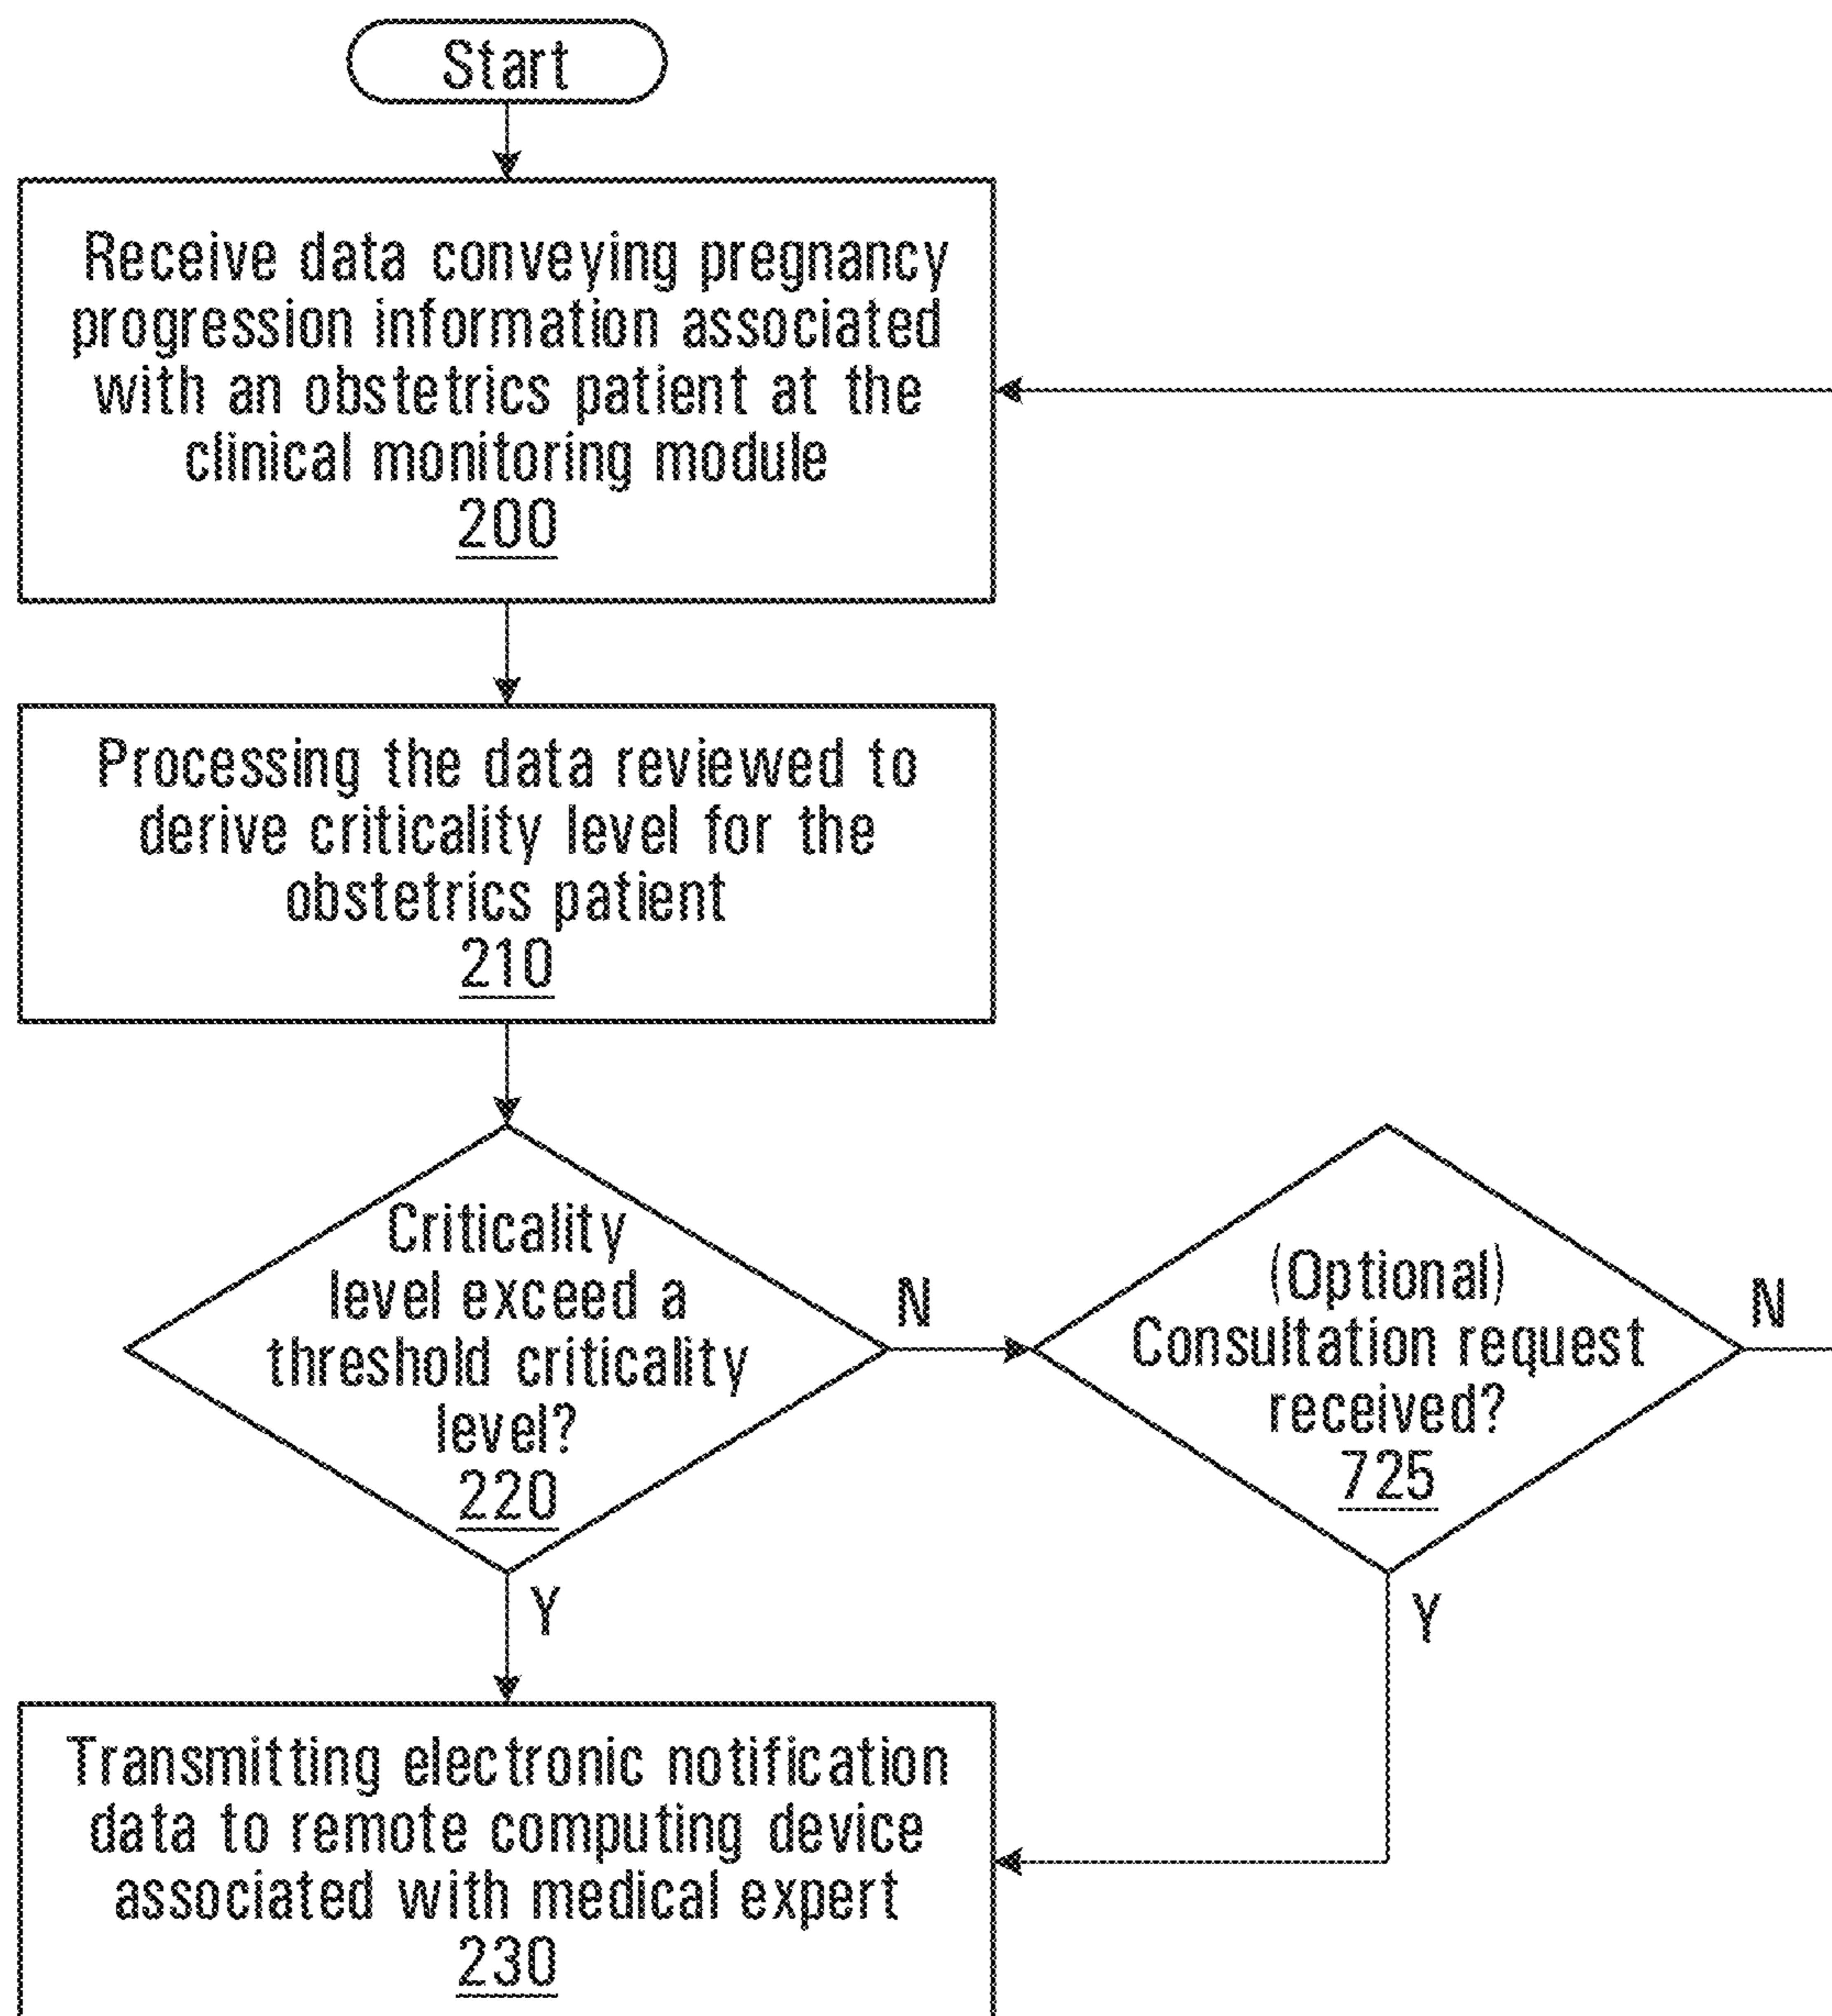 Start
Receive data conveying pregnancy
progression information associated
with an obstetrics patient at the
clinical monitoring module
200
Processing the data reviewed to
derive criticality level for the
obstetrics patient
210
Criticality
level exceed a
threshold criticality
level?
220
N
Y
(Optional)
Consultation request
received?
725
N
Y
Transmitting electronic notification
data to remote computing device
associated with medical expert
230